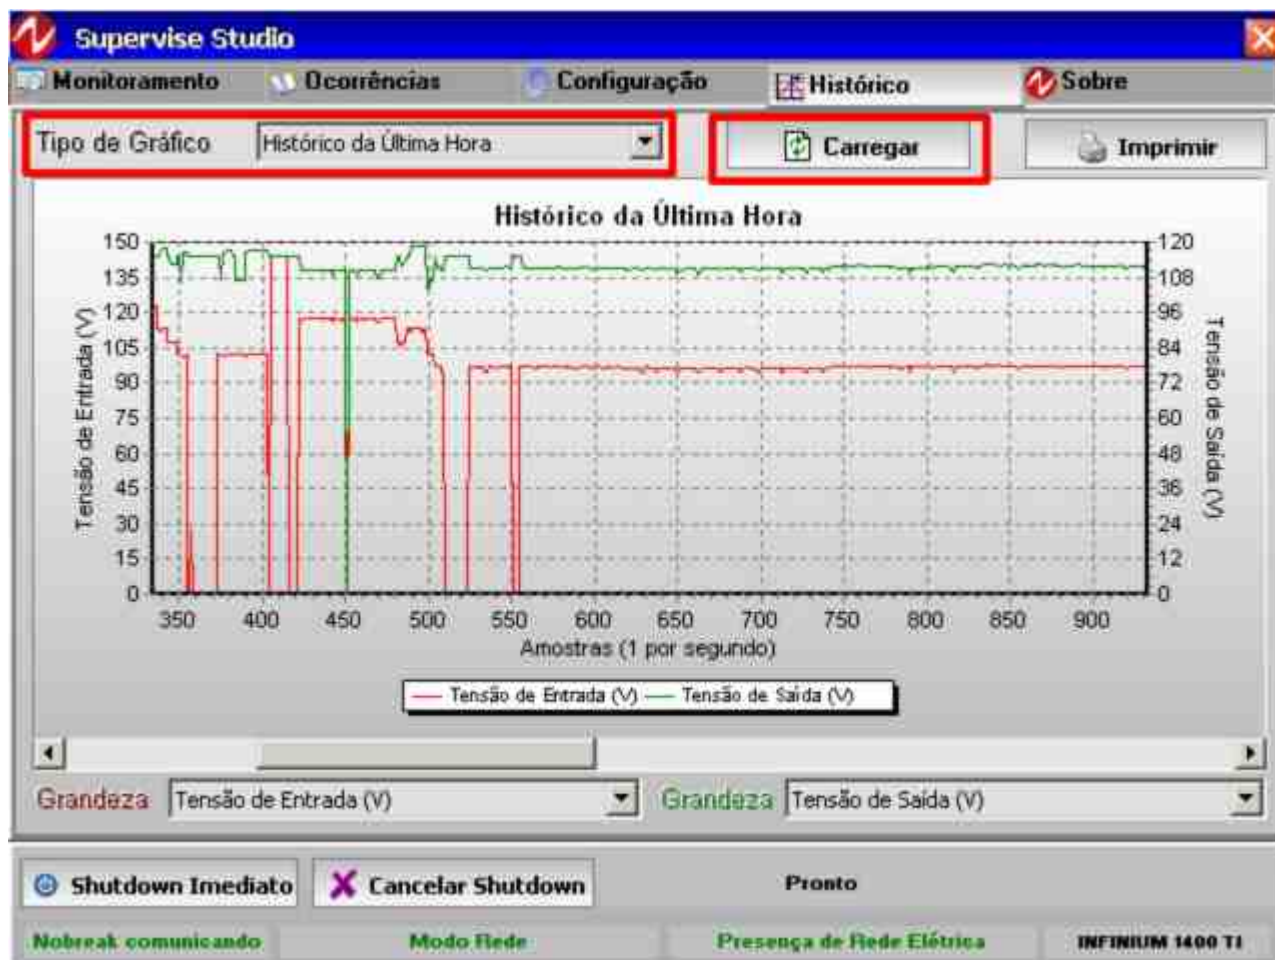 Supervise Studio
Monitoramento Ocorrências Configuração Histórico Sobre
Tipo de Gráfico Histórico da Última Hora Carregar Imprimir
Histórico da Última Hora
150 120
135 108
120 96
105 84
90 72
75 60
60 48
45 36
30 24
15 12
0 0
Tensão de Entrada (V)
Tensão de Saída (V)
350 400 450 500 550 600 650 700 750 800 850 900
Amostras (1 por segundo)
Tensão de Entrada (V) Tensão de Saída (V)
Grandeza Tensão de Entrada (V) Grandeza Tensão de Saída (V)
Shutdown Imediato Cancelar Shutdown Pronto
Nobreak comunicando Modo Rede Presença de Rede Elétrica INFINIUM 1400 TI